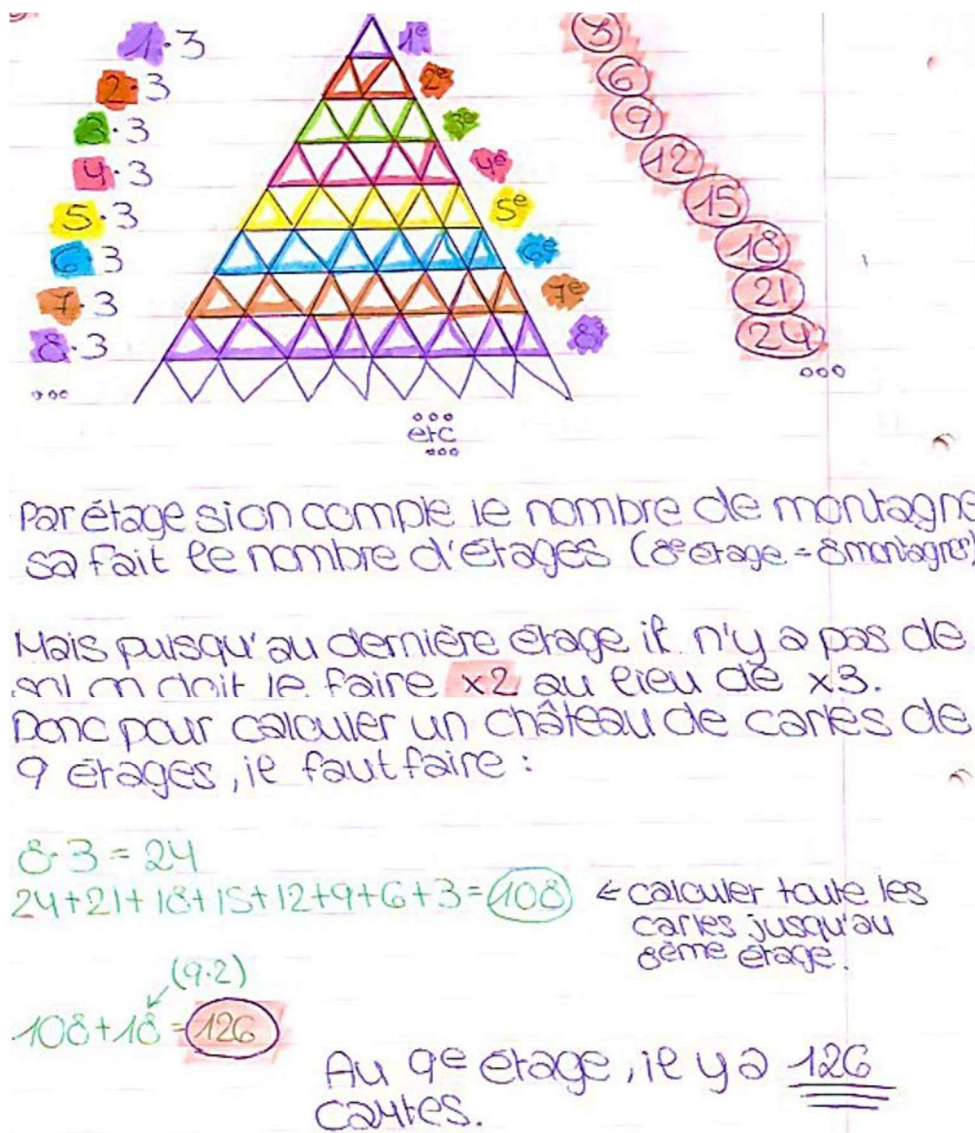 1·3
2·3
3·3
4·3
5·3
6·3
7·3
8·3
...
1e
2e
3e
4e
5e
6e
7e
8e
...
etc
...
3
6
9
12
15
18
21
24
...
Par étage si on compte le nombre de montagne
sa fait le nombre d'étages (8e étage = 8 montagnes)
Mais puisqu'au dernière étage il n'y a pas de
sol on doit le faire x2 au lieu de x3.
Donc pour calculer un château de cartes de
9 étages, il faut faire :
8·3 = 24
24+21+18+15+12+9+6+3=108 ← calculer toute les
cartes jusqu'au
8ème étage.
(9·2)
108+18=126
Au 9e étage, il y a 126
cartes.